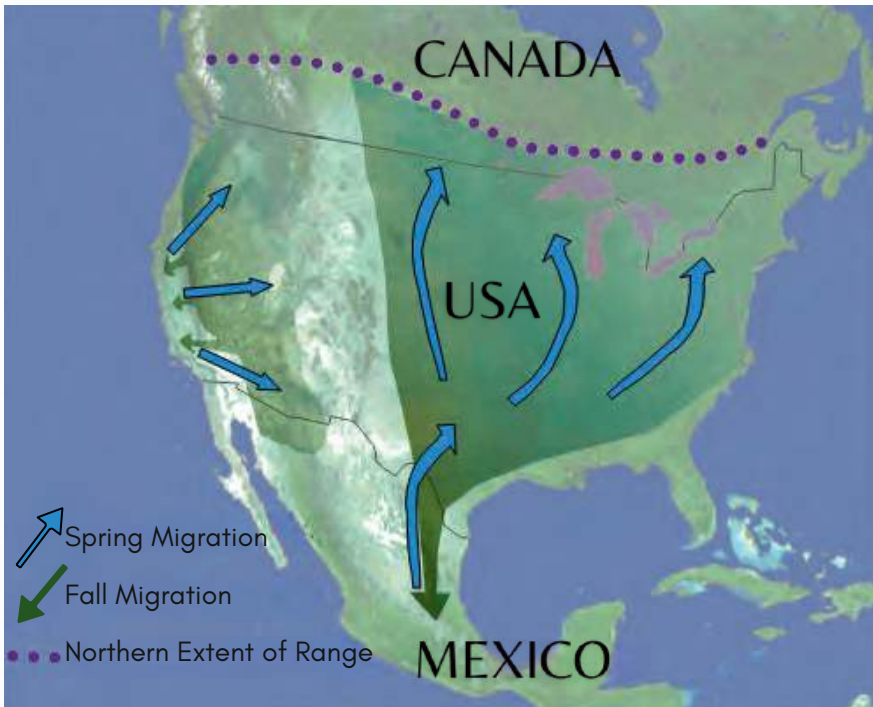 CANADA
USA
Spring Migration
Fall Migration
Northern Extent of Range
MEXICO